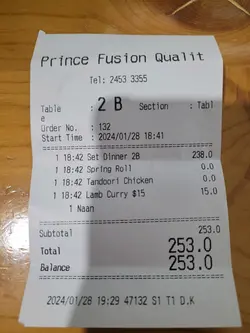 Prince Fusion Qualit
Tel: 2453 3355
Table : 2 B Section : Tabl
e
Order No. : 132
Start Time : 2024/01/28 18:41
1 18:42 Set Dinner 2B 238.0
1 18:42 Spring Roll 0.0
1 18:42 Tandoori Chicken 0.0
1 18:42 Lamb Curry $15 15.0
1 Naan
Subtotal 253.0
Total 253.0
Balance 253.0
2024/01/28 19:29 47132 S1 T1 D.K